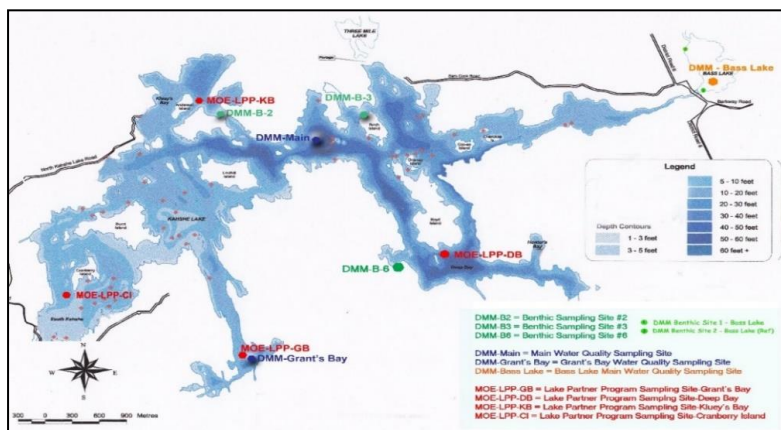 THREE MILE
LAKE
DMM - Bass Lake
BASS LAKE
MOE-LPP-KB
DMM-B-2
DMM-B-3
DMM-Main
North Kahshe Lake Road
KAHSHE LAKE
MOE-LPP-DB
DMM-B-6
MOE-LPP-CI
MOE-LPP-GB
DMM-Grant's Bay
Legend
Depth Contours
1 - 3 feet
3 - 5 feet
5 - 10 feet
10 - 20 feet
20 - 30 feet
30 - 40 feet
40 - 50 feet
50 - 60 feet
60 feet +
DMM-B2 = Benthic Sampling Site #2
DMM-B3 = Benthic Sampling Site #3
DMM-B6 = Benthic Sampling Site #6
DMM Benthic Site 1 - Bass Lake
DMM Benthic Site 2 - Bass Lake (Ref)
DMM-Main = Main Water Quality Sampling Site
DMM-Grant's Bay = Grant's Bay Water Quality Sampling Site
DMM-Bass Lake = Bass Lake Main Water Quality Sampling Site
MOE-LPP-GB = Lake Partner Program Sampling Site-Grant's Bay
MOE-LPP-DB = Lake Partner Program Sampling Site-Deep Bay
MOE-LPP-KB = Lake Partner Program Sampling Site-Kluey's Bay
MOE-LPP-CI = Lake Partner Program Sampling Site-Cranberry Island
N
W E
S
300 0 300 600 900 Metres